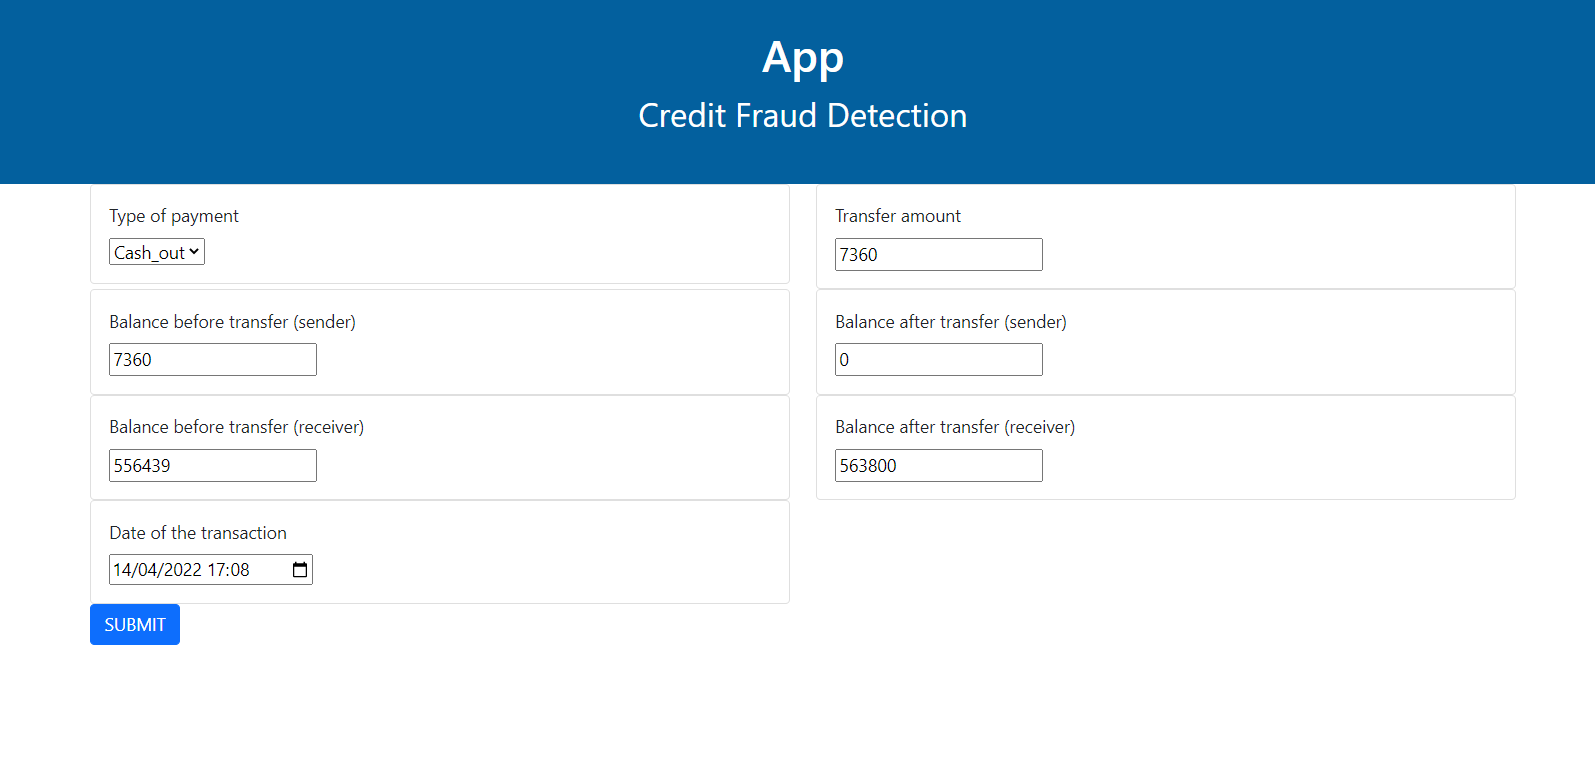 App
Credit Fraud Detection
Type of payment
Cash_out
Transfer amount
7360
Balance before transfer (sender)
7360
Balance after transfer (sender)
0
Balance before transfer (receiver)
556439
Balance after transfer (receiver)
563800
Date of the transaction
14/04/2022 17:08
SUBMIT